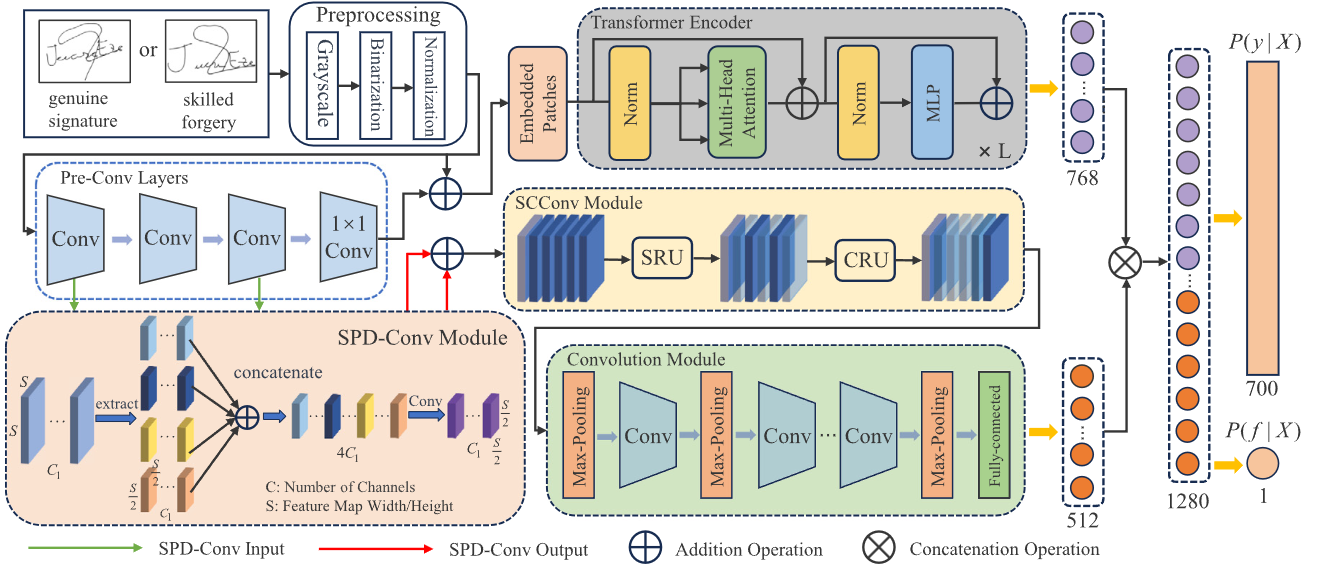 or
genuine
signature
skilled
forgery
Preprocessing
Grayscale
Binarization
Normalization
Embedded
Patches
Transformer Encoder
Norm
Multi-Head
Attention
Norm
MLP
× L
768
Pre-Conv Layers
Conv
Conv
Conv
1×1
Conv
SCConv Module
SRU
CRU
SPD-Conv Module
S
S
C₁
extract
S/2
S/2
C₁
concatenate
4C₁
Conv
C₁
S/2
S/2
C: Number of Channels
S: Feature Map Width/Height
Convolution Module
Max-Pooling
Conv
Max-Pooling
Conv
Conv
Max-Pooling
Fully-connected
512
1280
P(y | X)
700
P(f | X)
1
SPD-Conv Input
SPD-Conv Output
Addition Operation
Concatenation Operation